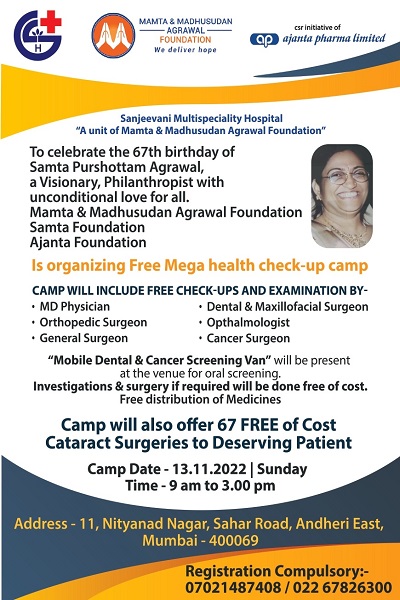 H
MAMTA & MADHUSUDAN
AGRAWAL
FOUNDATION
We deliver hope
csr initiative of
ap ajanta pharma limited
Sanjeevani Multispeciality Hospital
"A unit of Mamta & Madhusudan Agrawal Foundation"
To celebrate the 67th birthday of
Samta Purshottam Agrawal,
a Visionary, Philanthropist with
unconditional love for all.
Mamta & Madhusudan Agrawal Foundation
Samta Foundation
Ajanta Foundation
Is organizing Free Mega health check-up camp
CAMP WILL INCLUDE FREE CHECK-UPS AND EXAMINATION BY-
• MD Physician
• Orthopedic Surgeon
• General Surgeon
• Dental & Maxillofacial Surgeon
• Opthalmologist
• Cancer Surgeon
"Mobile Dental & Cancer Screening Van" will be present
at the venue for oral screening.
Investigations & surgery if required will be done free of cost.
Free distribution of Medicines
Camp will also offer 67 FREE of Cost
Cataract Surgeries to Deserving Patient
Camp Date - 13.11.2022 | Sunday
Time - 9 am to 3.00 pm
Address - 11, Nityanad Nagar, Sahar Road, Andheri East,
Mumbai - 400069
Registration Compulsory:-
07021487408 / 022 67826300